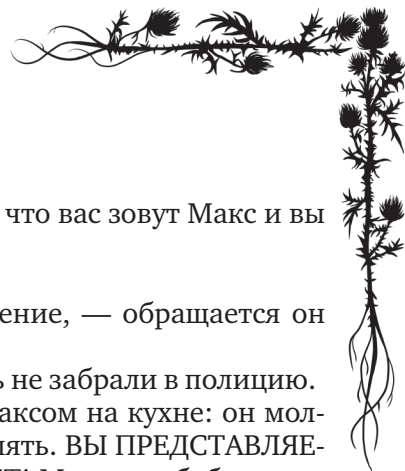 что вас зовут Макс и вы
ение, — обращается он
ь не забрали в полицию.
аксом на кухне: он мол-
ять. ВЫ ПРЕДСТАВЛЯЕ-